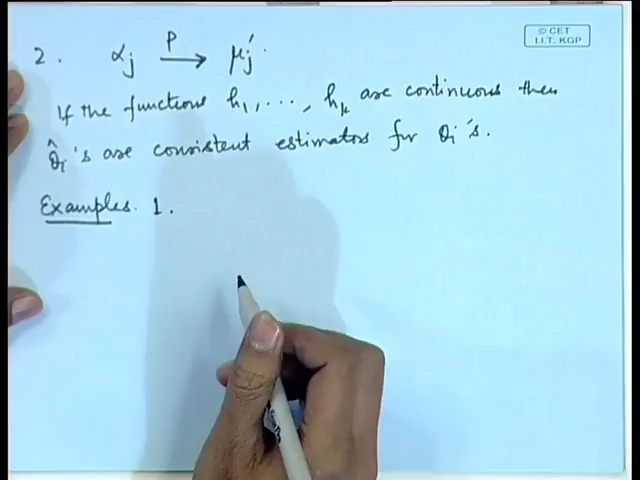 © CET
I.I.T. KGP
2. αj P→ μj′.
If the functions h1, ..., hk are continuous then
θ̂i's are consistent estimators for θi's.
Examples. 1.